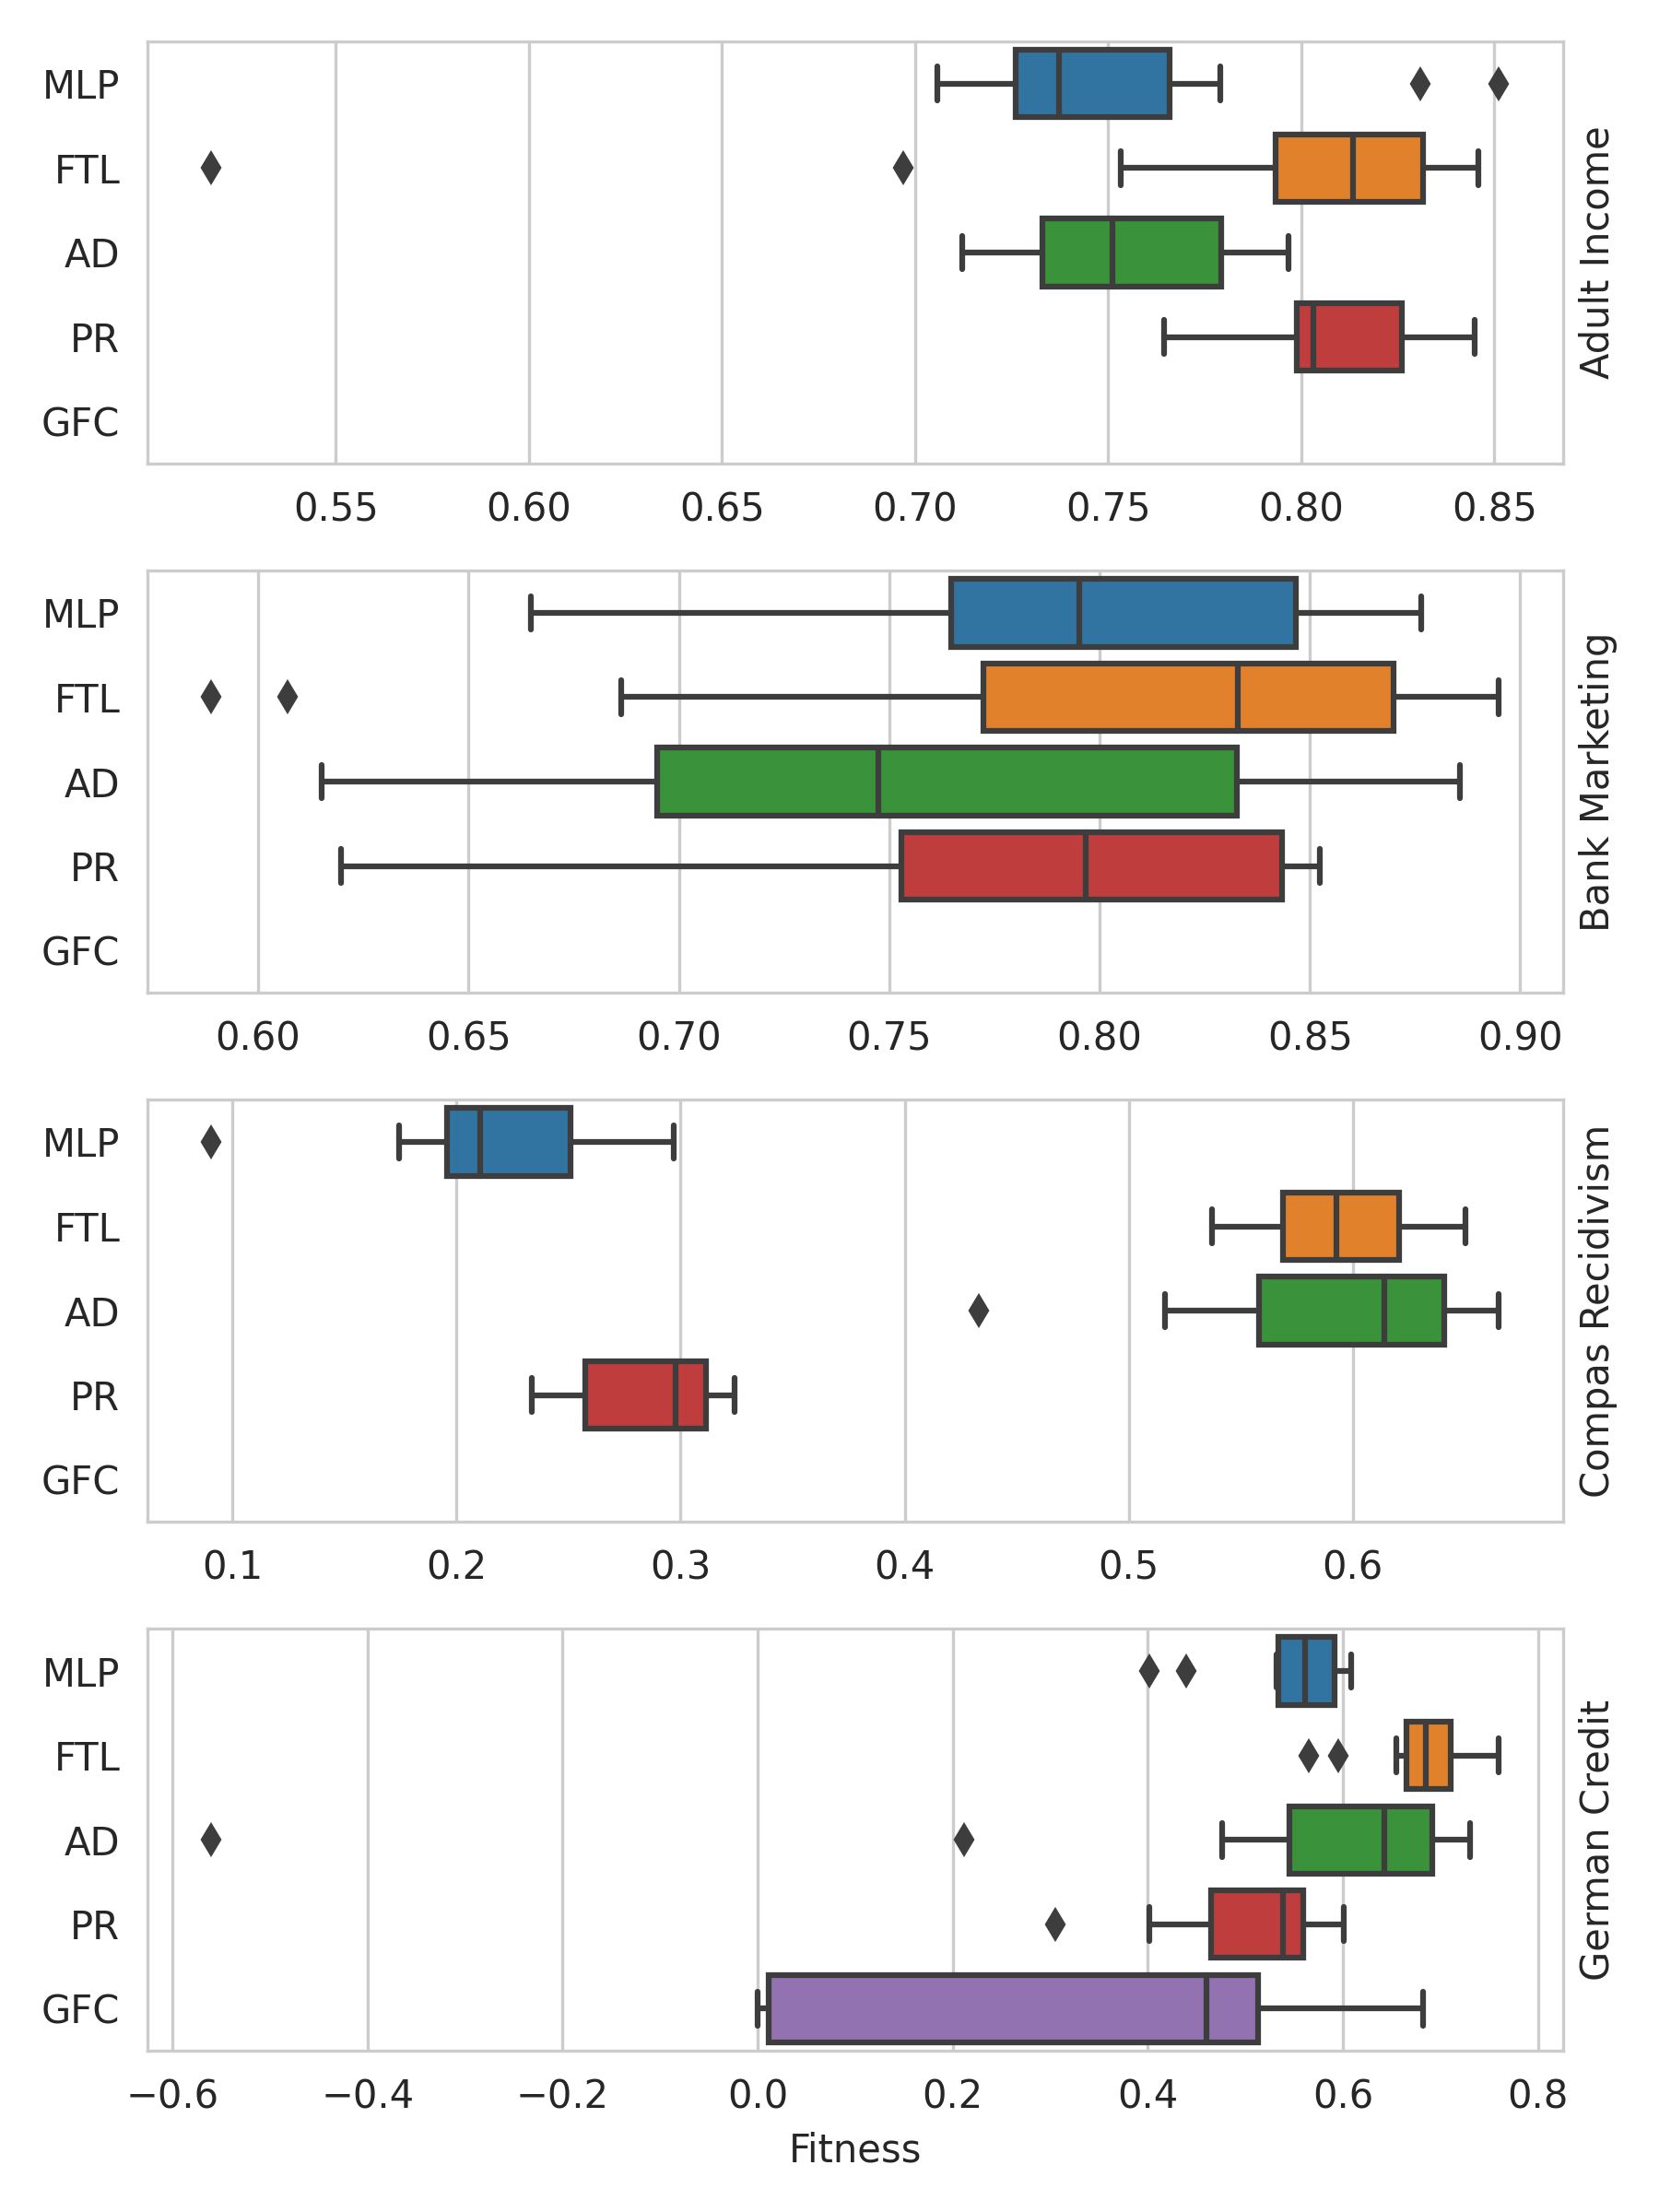 MLP
FTL
AD
PR
GFC
0.55 0.60 0.65 0.70 0.75 0.80 0.85
Adult Income
MLP
FTL
AD
PR
GFC
0.60 0.65 0.70 0.75 0.80 0.85 0.90
Bank Marketing
MLP
FTL
AD
PR
GFC
0.1 0.2 0.3 0.4 0.5 0.6
Compas Recidivism
MLP
FTL
AD
PR
GFC
−0.6 −0.4 −0.2 0.0 0.2 0.4 0.6 0.8
German Credit
Fitness